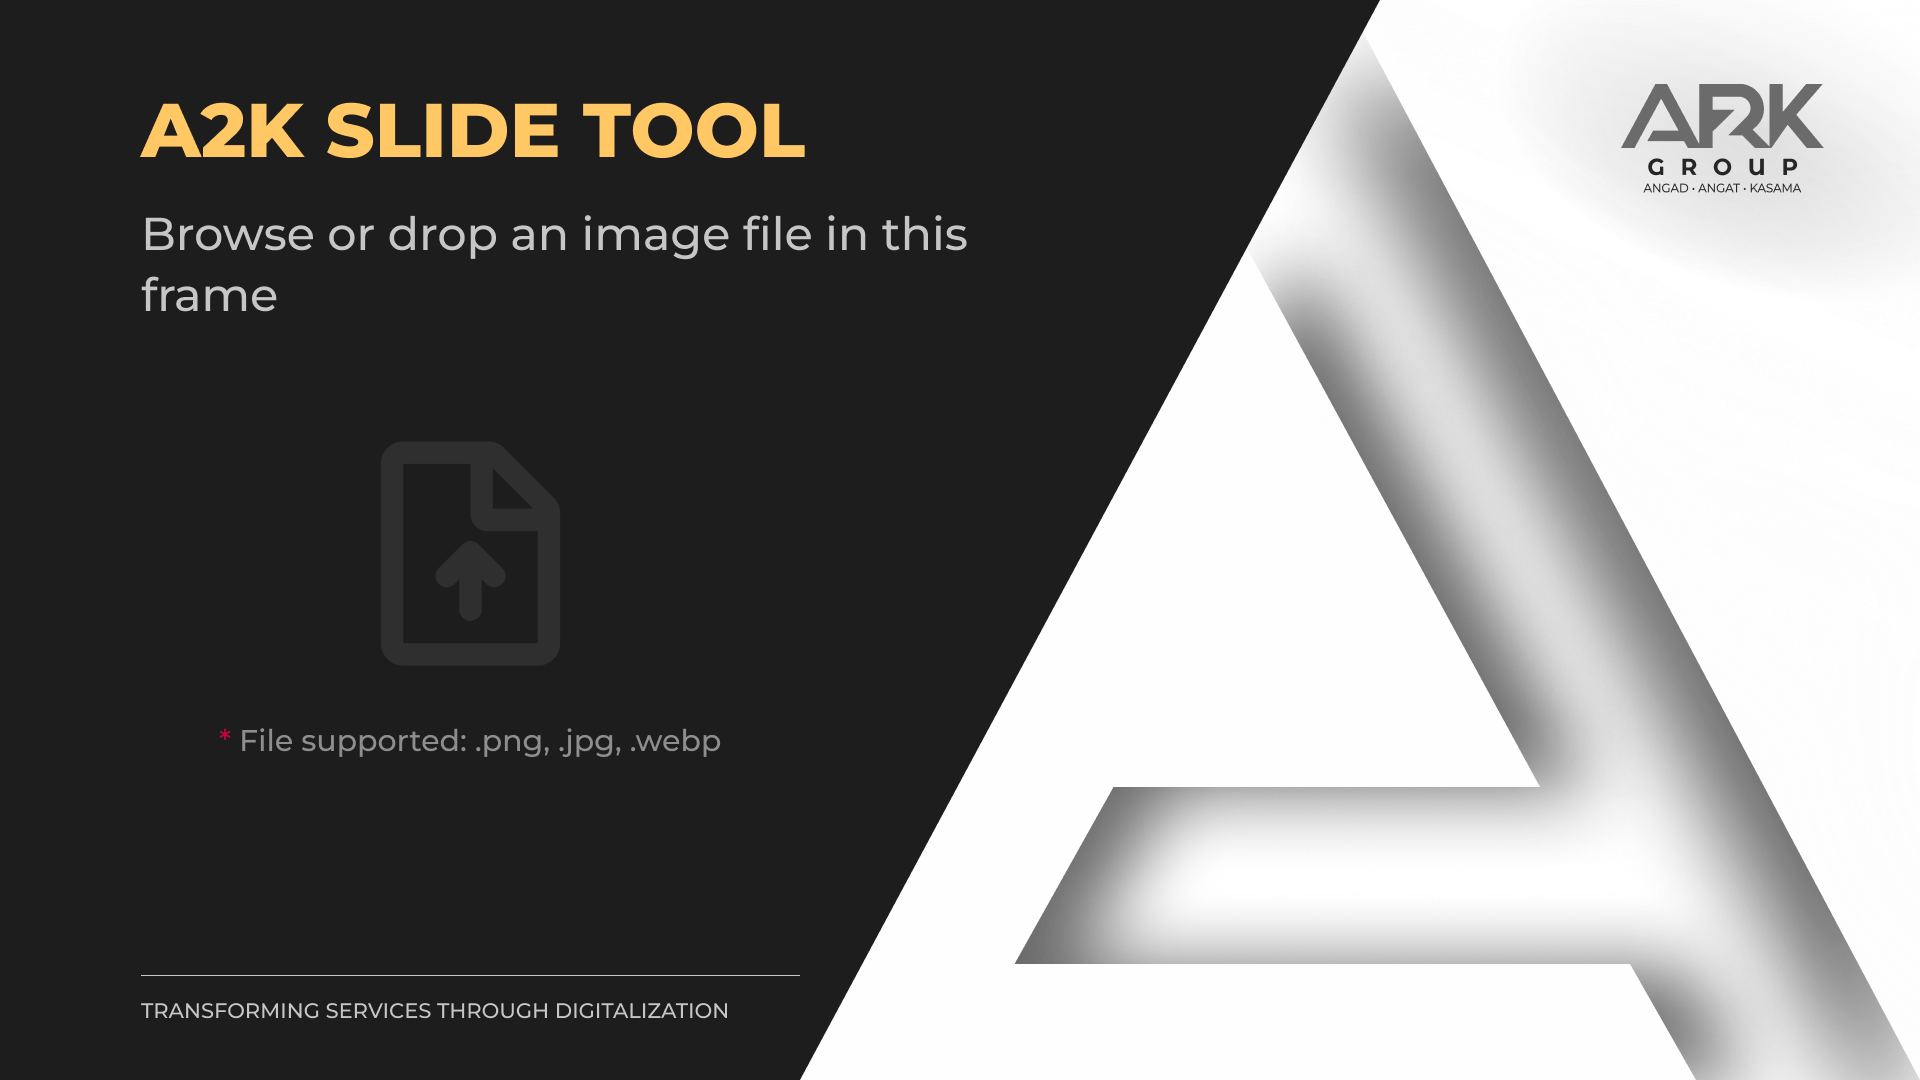 A2K SLIDE TOOL
Browse or drop an image file in this
frame
* File supported: .png, .jpg, .webp
TRANSFORMING SERVICES THROUGH DIGITALIZATION
A2K
GROUP
ANGAD • ANGAT • KASAMA